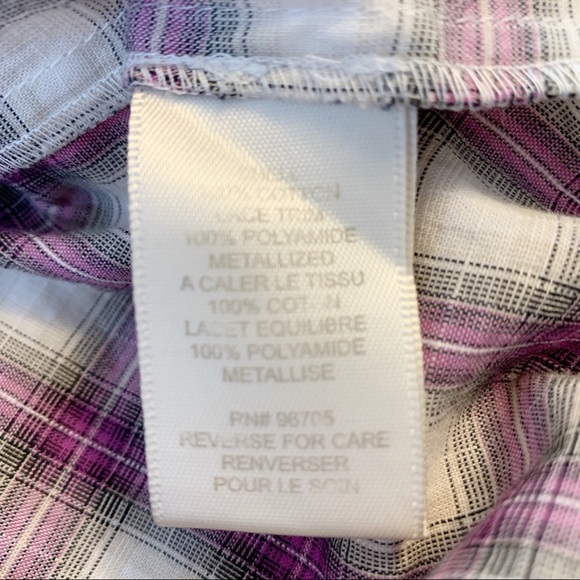 100% COTTON
LACE TRIM
100% POLYAMIDE
METALLIZED
A CALER LE TISSU
100% COTON
LACET EQUILIBRE
100% POLYAMIDE
METALLISE
RN# 96705
REVERSE FOR CARE
RENVERSER
POUR LE SOIN